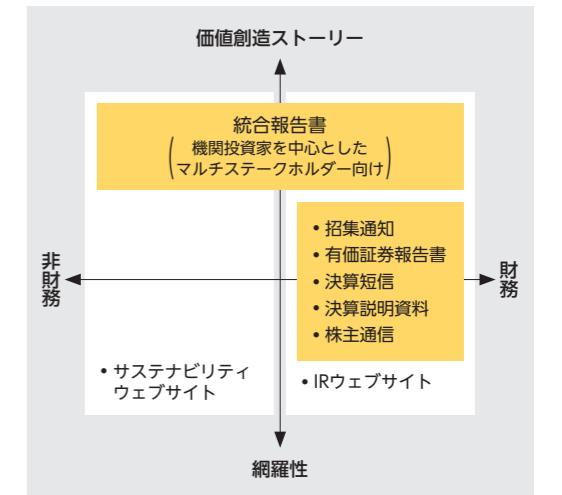 価値創造ストーリー
統合報告書
(機関投資家を中心とした
マルチステークホルダー向け)
• 招集通知
• 有価証券報告書
• 決算短信
• 決算説明資料
• 株主通信
非財務
財務
• サステナビリティ
ウェブサイト
• IRウェブサイト
網羅性